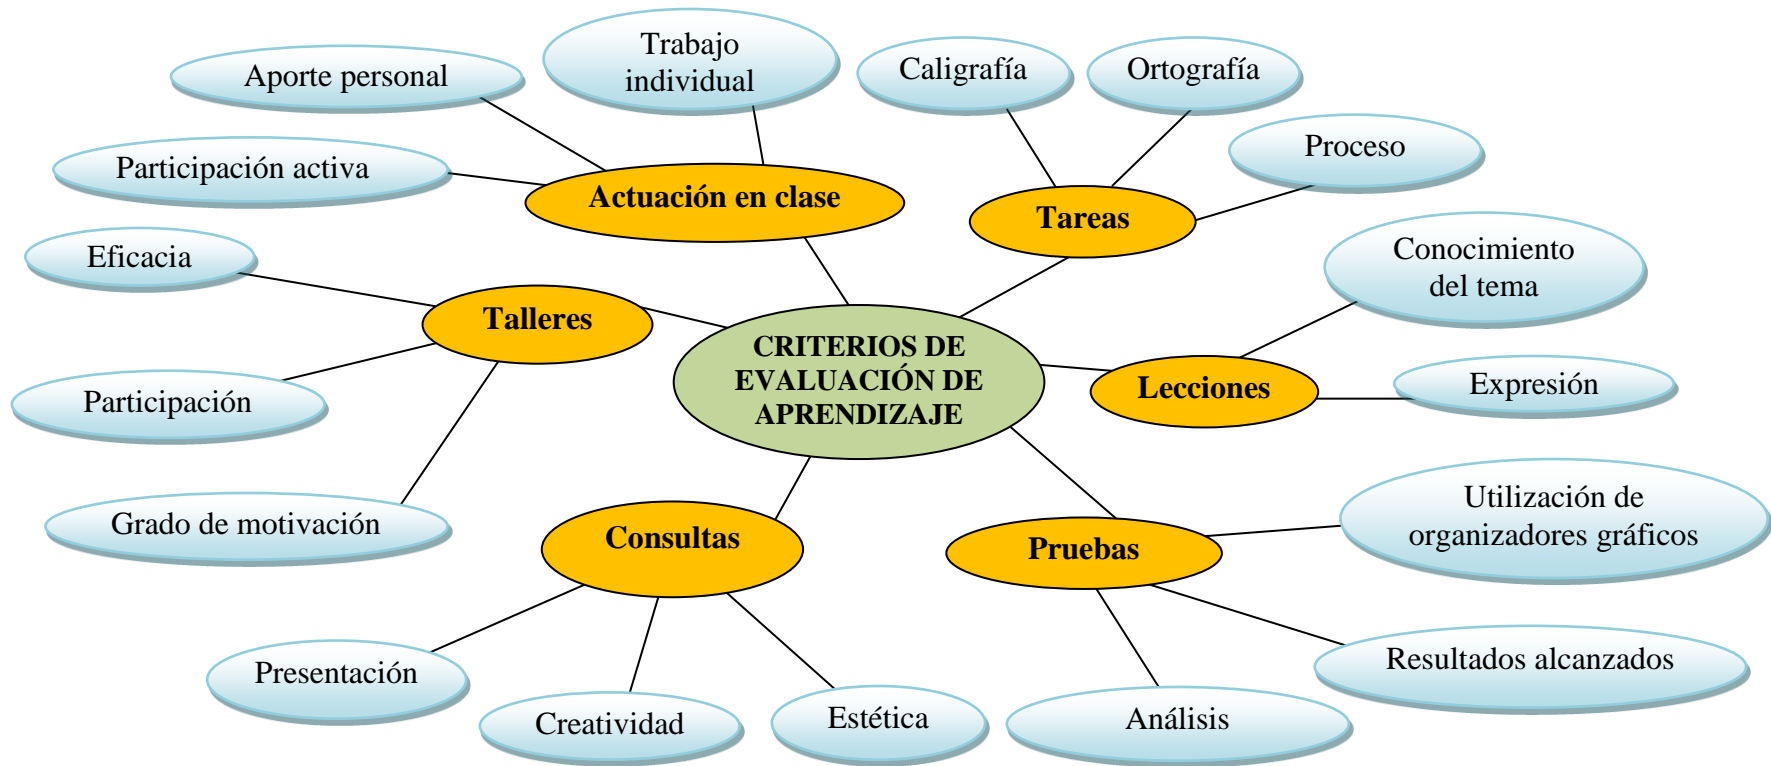 Trabajo
individual
Aporte personal
Participación activa
Actuación en clase
Caligrafía
Ortografía
Proceso
Tareas
Eficacia
Talleres
Participación
Grado de motivación
CRITERIOS DE
EVALUACIÓN DE
APRENDIZAJE
Conocimiento
del tema
Lecciones
Expresión
Consultas
Presentación
Creatividad
Estética
Pruebas
Utilización de
organizadores gráficos
Resultados alcanzados
Análisis